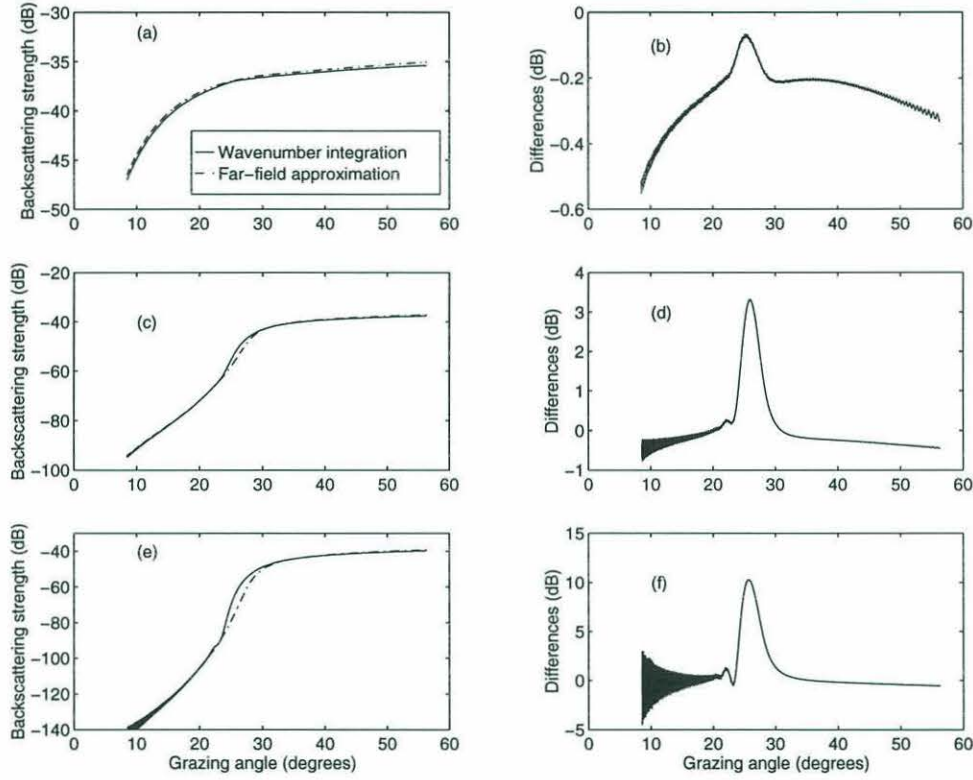 Backscattering strength (dB)
−30
−35
−40
−45
−50
(a)
Wavenumber integration
Far−field approximation
0 10 20 30 40 50 60
Differences (dB)
0
−0.2
−0.4
−0.6
(b)
0 10 20 30 40 50 60
Backscattering strength (dB)
−20
−40
−60
−80
−100
(c)
0 10 20 30 40 50 60
Differences (dB)
4
3
2
1
0
−1
(d)
0 10 20 30 40 50 60
Backscattering strength (dB)
−40
−60
−80
−100
−120
−140
(e)
0 10 20 30 40 50 60
Grazing angle (degrees)
Differences (dB)
15
10
5
0
−5
(f)
0 10 20 30 40 50 60
Grazing angle (degrees)